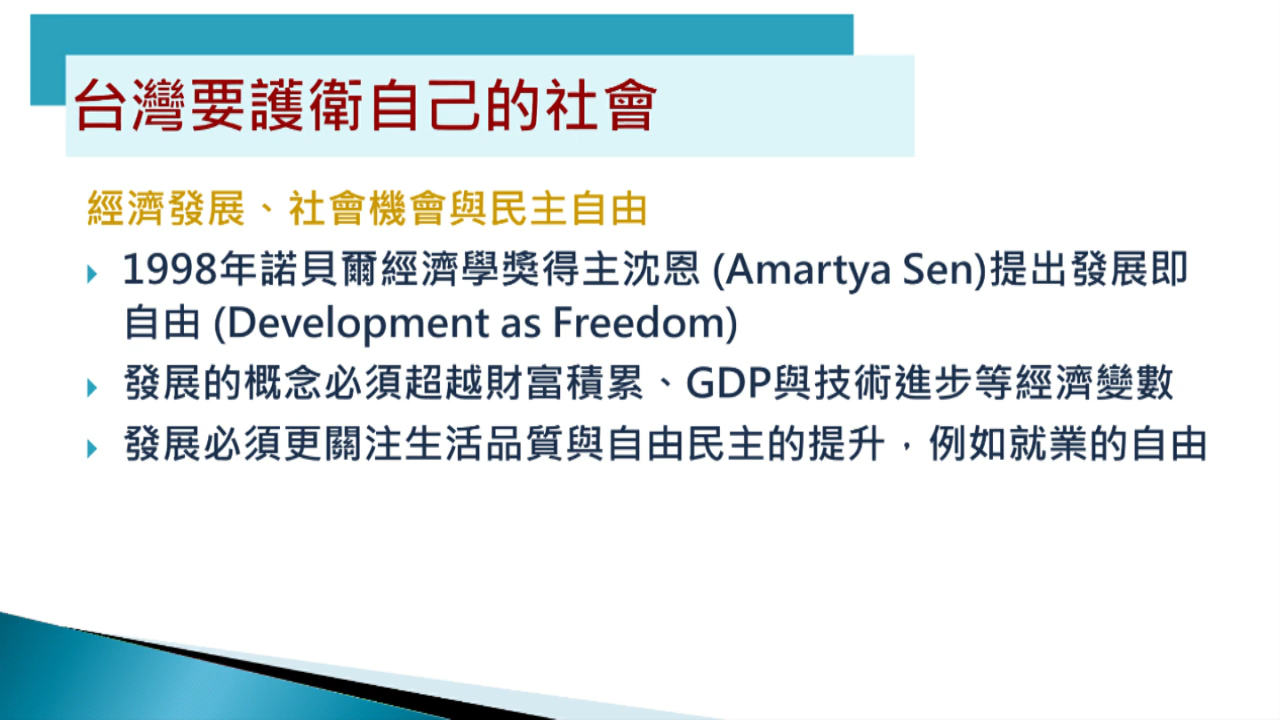 台灣要護衛自己的社會
經濟發展、社會機會與民主自由
1998年諾貝爾經濟學獎得主沈恩 (Amartya Sen)提出發展即
自由 (Development as Freedom)
發展的概念必須超越財富積累、GDP與技術進步等經濟變數
發展必須更關注生活品質與自由民主的提升，例如就業的自由